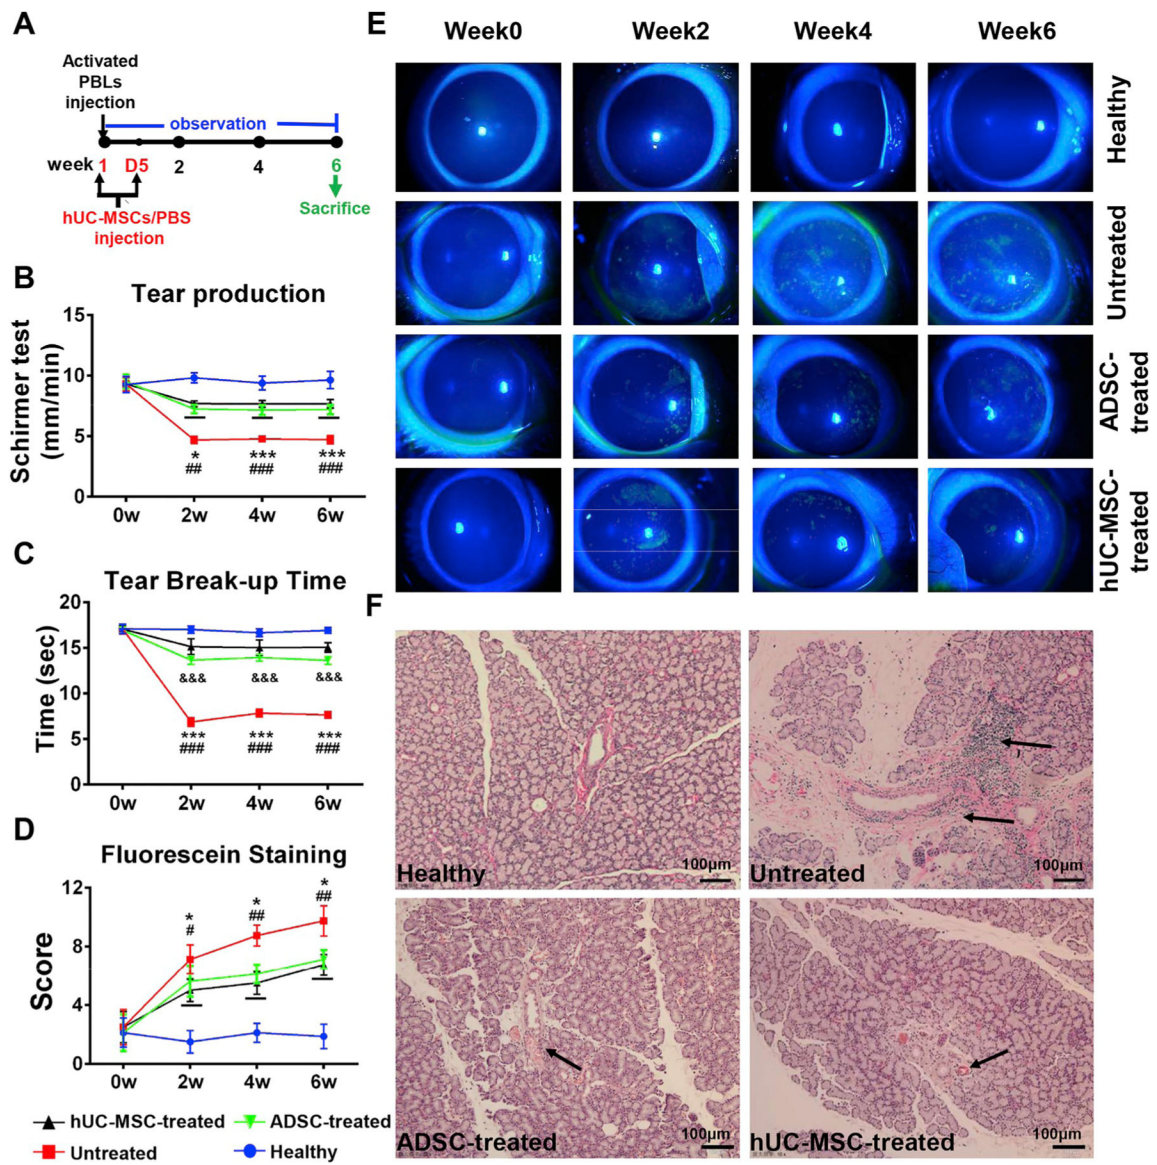 A
Activated
PBLs
injection
observation
week 1 D5 2 4 6
hUC-MSCs/PBS
injection
Sacrifice
B
Tear production
Schirmer test
(mm/min)
15
10
5
0
*
##
***
###
***
###
0w 2w 4w 6w
C
Tear Break-up Time
Time (sec)
20
15
10
5
0
&&& &&& &&&
*** *** ***
### ### ###
0w 2w 4w 6w
D
Fluorescein Staining
Score
12
8
4
0
*
#
*
##
*
##
0w 2w 4w 6w
hUC-MSC-treated ADSC-treated
Untreated Healthy
E
Week0 Week2 Week4 Week6
Healthy
Untreated
ADSC-
treated
hUC-MSC-
treated
F
Healthy 100μm
Untreated 100μm
ADSC-treated 100μm
hUC-MSC-treated 100μm